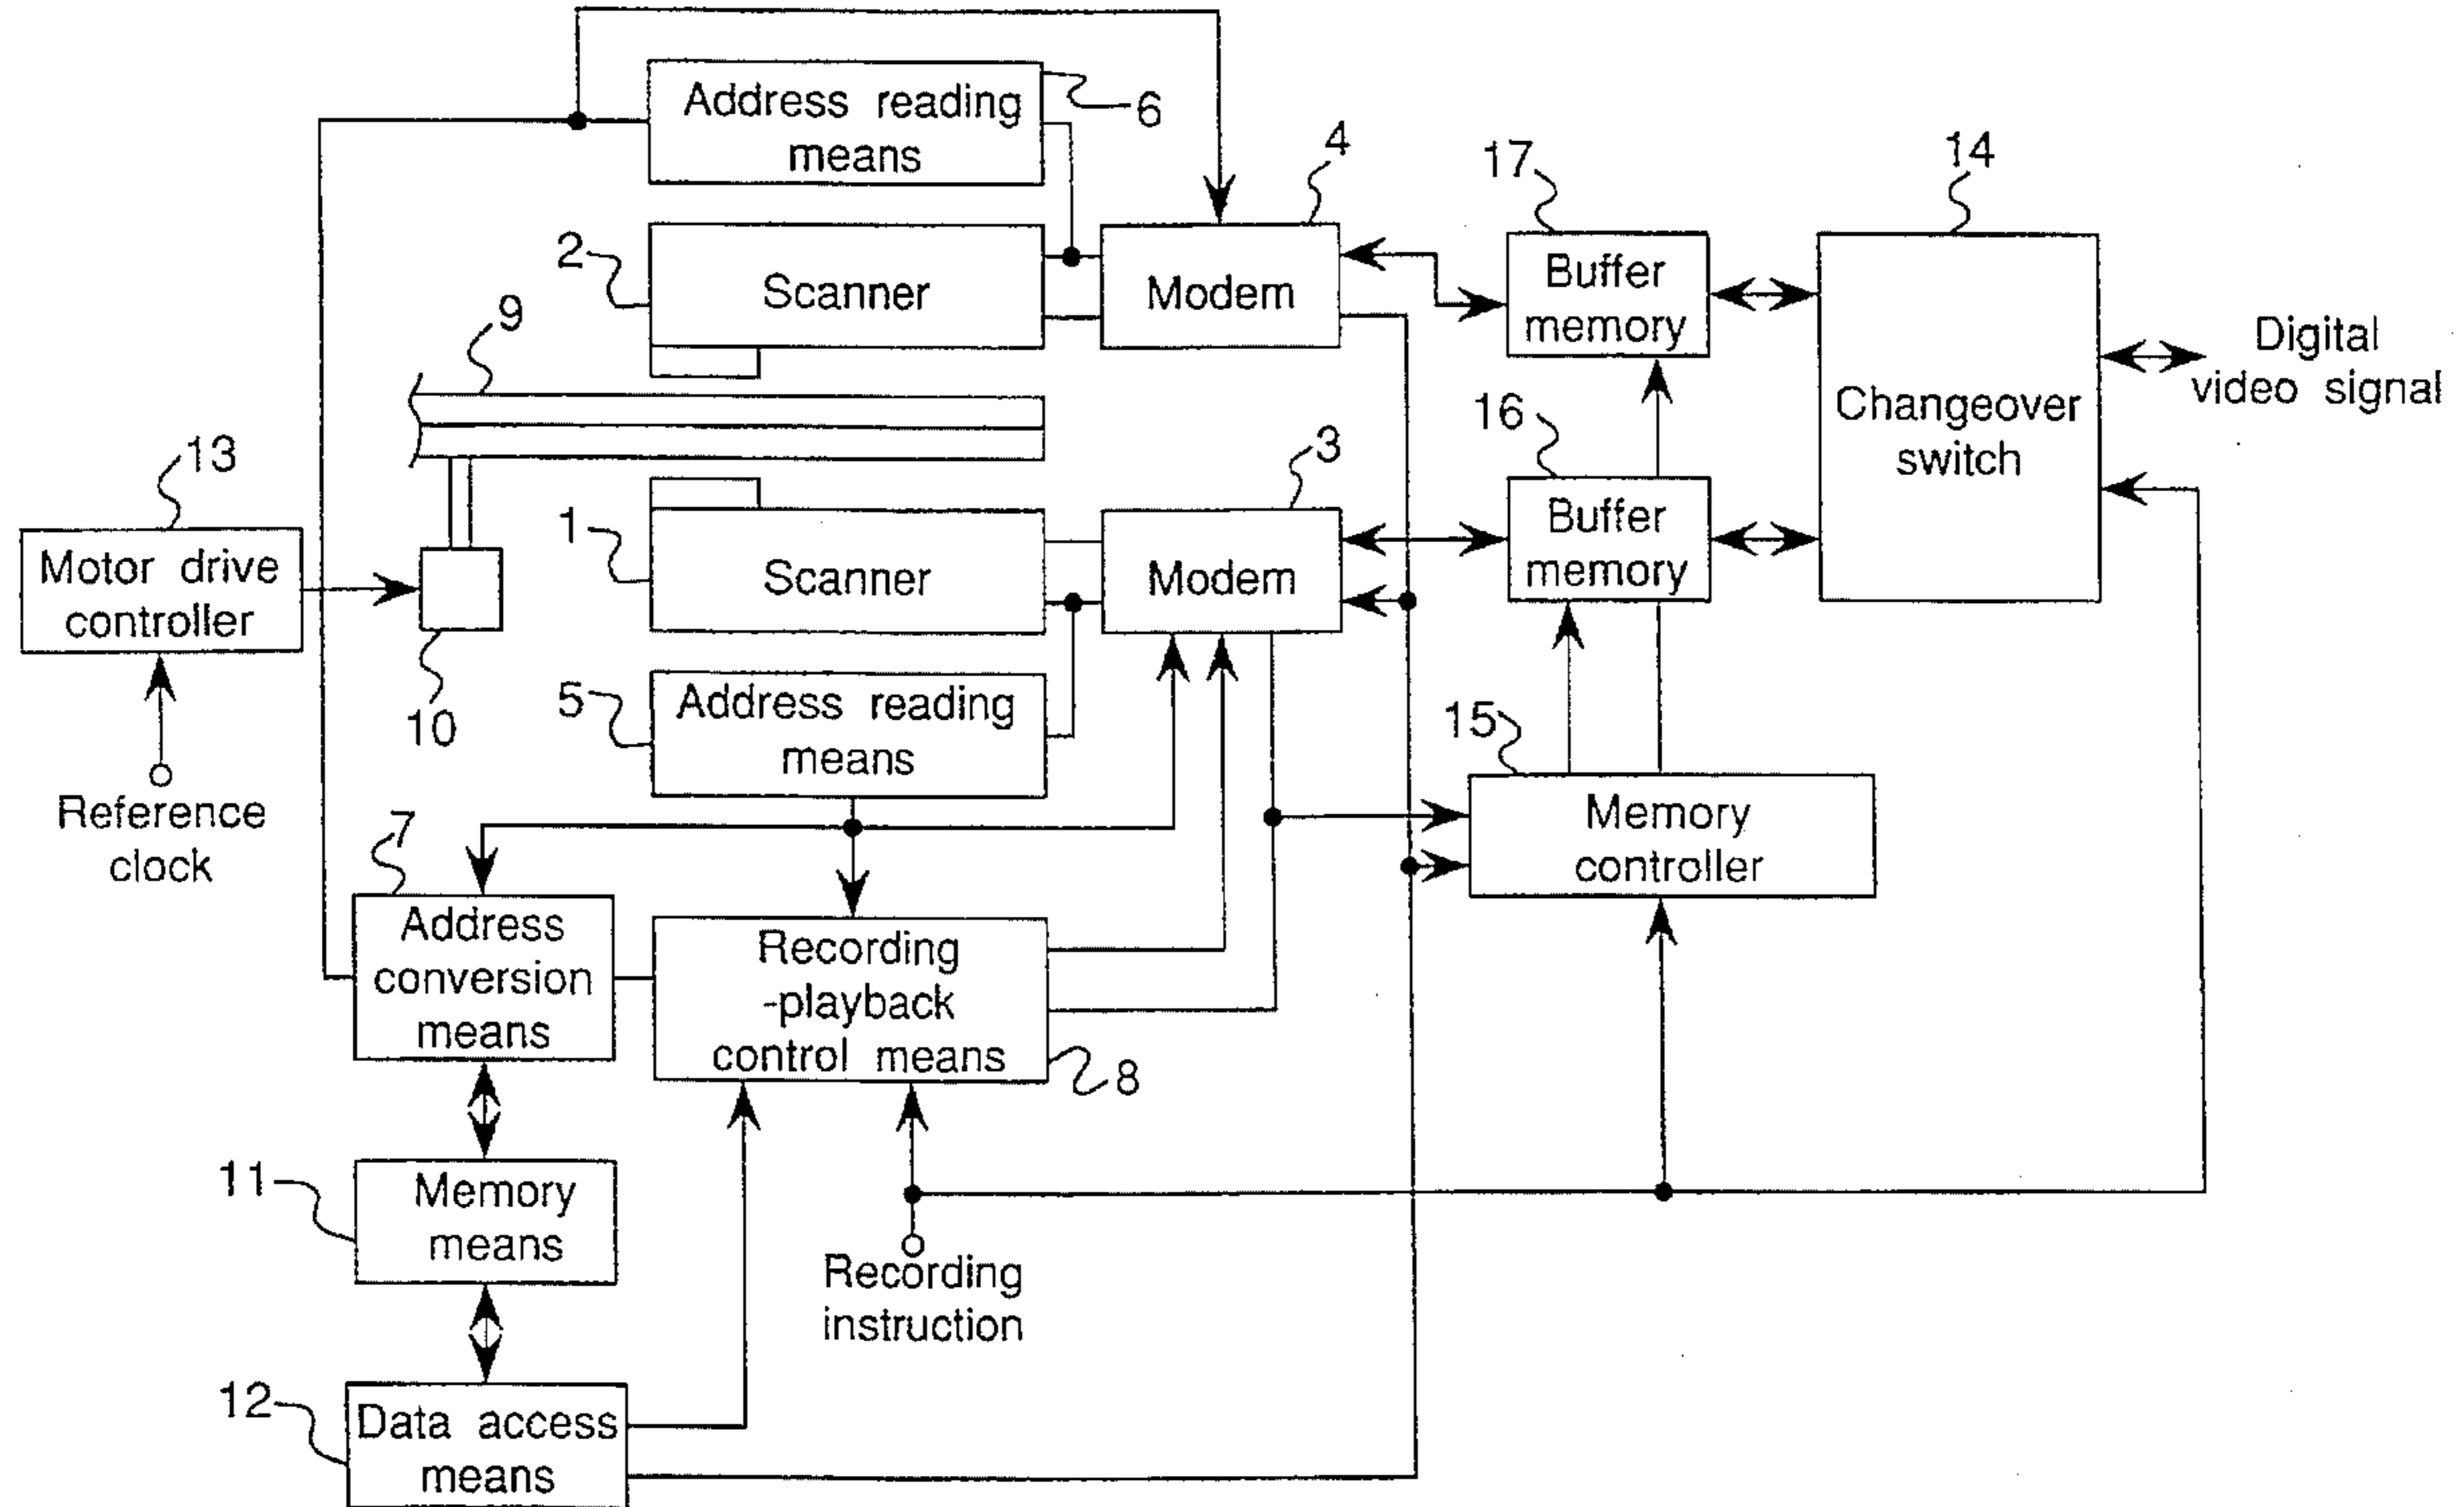 Address reading
means
6
4
17
14
2
Scanner
Modem
Buffer
memory
Digital
video signal
9
Changeover
switch
16
13
3
1
Motor drive
controller
Scanner
Modem
Buffer
memory
10
5
Address reading
means
15
Reference
clock
7
Memory
controller
Address
conversion
means
Recording
-playback
control means
8
11
Memory
means
Recording
instruction
12
Data access
means